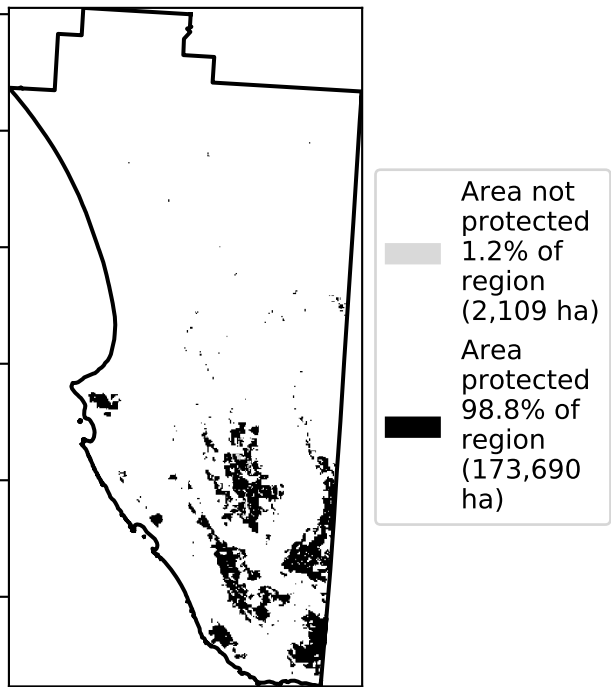 Area not
protected
1.2% of
region
(2,109 ha)
Area
protected
98.8% of
region
(173,690
ha)